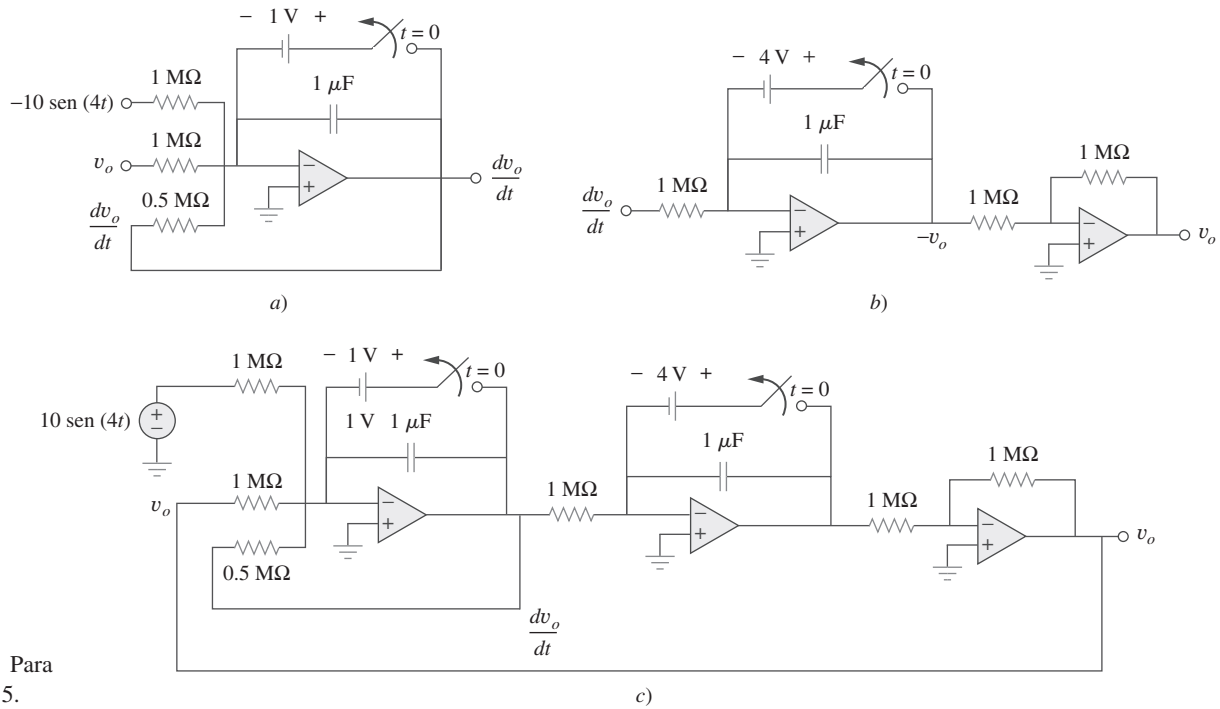 − 1 V +
t = 0
1 MΩ
1 μF
−10 sen (4t)
1 MΩ
v_o
−
+
dv_o
dt
0.5 MΩ
dv_o
dt
a)
− 4 V +
t = 0
1 μF
1 MΩ
dv_o
dt
−
+
−v_o
1 MΩ
1 MΩ
−
+
v_o
b)
1 MΩ
− 1 V +
t = 0
10 sen (4t)
+
−
1 V 1 μF
1 MΩ
v_o
−
+
0.5 MΩ
dv_o
dt
1 MΩ
− 4 V +
t = 0
1 μF
−
+
1 MΩ
1 MΩ
−
+
v_o
Para
5.
c)